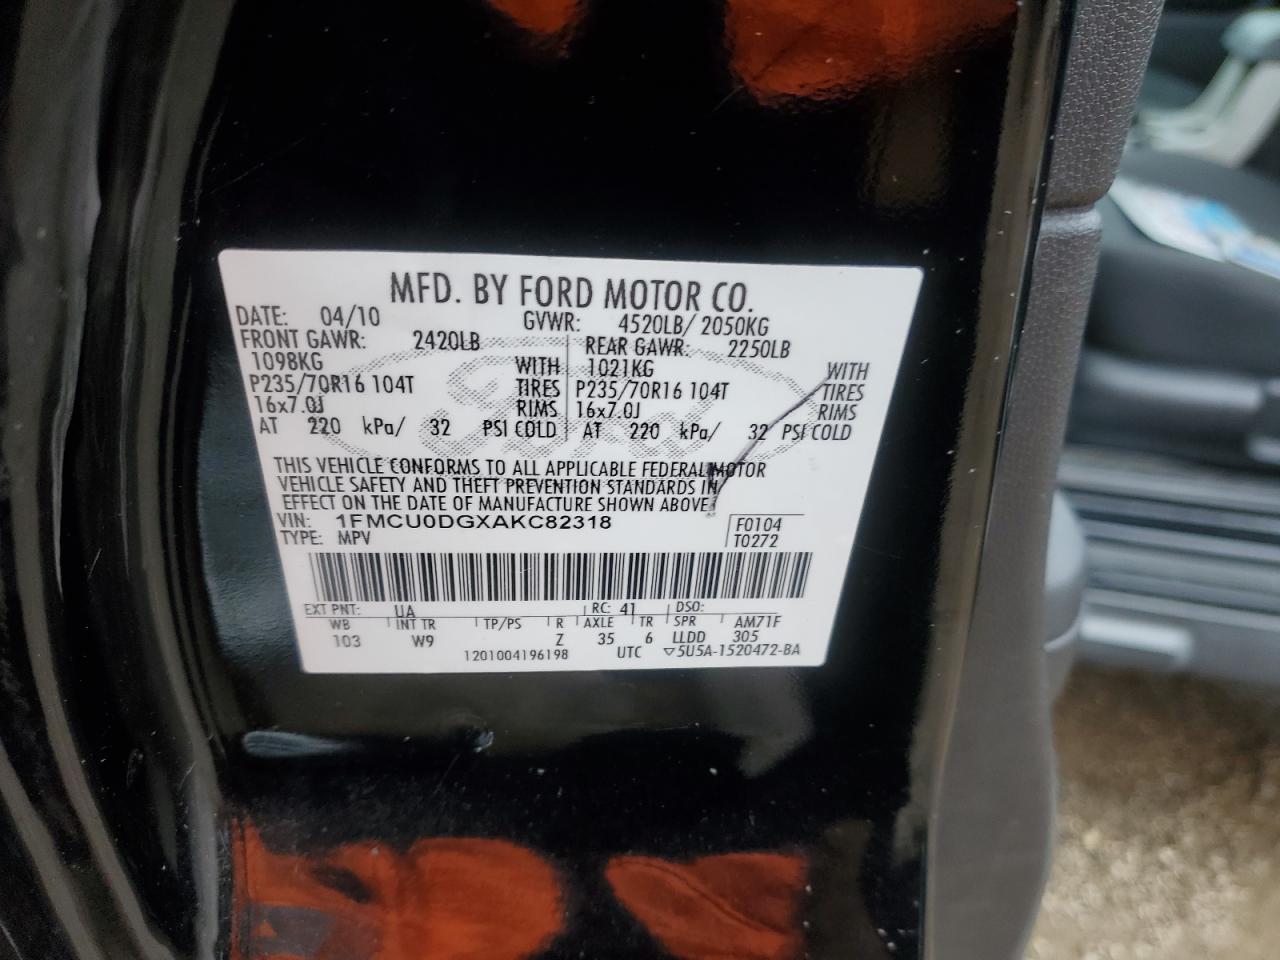 MFD. BY FORD MOTOR CO.
DATE: 04/10 GVWR: 4520LB/ 2050KG
FRONT GAWR: 2420LB REAR GAWR: 2250LB
1098KG WITH 1021KG WITH
P235/70R16 104T TIRES P235/70R16 104T TIRES
16x7.0J RIMS 16x7.0J RIMS
AT 220 kPa/ 32 PSI COLD AT 220 kPa/ 32 PSI COLD
THIS VEHICLE CONFORMS TO ALL APPLICABLE FEDERAL MOTOR
VEHICLE SAFETY AND THEFT PREVENTION STANDARDS IN
EFFECT ON THE DATE OF MANUFACTURE SHOWN ABOVE.
VIN: 1FMCU0DGXAKC82318 F0104
TYPE: MPV T0272
EXT PNT: UA RC: 41 DSO:
WB INT TR TP/PS R AXLE TR SPR AM71F
103 W9 Z 35 6 LLDD 305
1201004196198 UTC ▽5U5A-1520472-BA